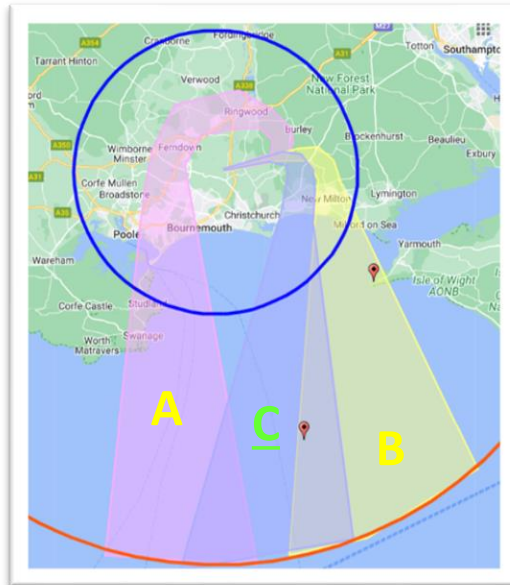 A354
Cranborne
Fordingbridge
M27
Totton
Southampt
Tarrant Hinton
A31
Verwood
A338
New Forest
National Park
Ringwood
A350
Burley
Brockenhurst
Beaulieu
Wimborne
Minster
Ferndown
Exbury
A31
Corfe Mullen
Broadstone
New Milton
Lymington
A35
Christchurch
Bournemouth
Milford on Sea
Poole
Yarmouth
Wareham
Isle of Wight
AONB
Corfe Castle
Studland
Worth
Matravers
Swanage
A
C
B